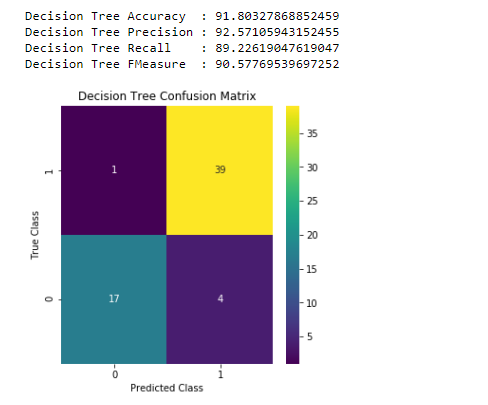 Decision Tree Accuracy : 91.80327868852459
Decision Tree Precision : 92.57105943152455
Decision Tree Recall : 89.22619047619047
Decision Tree FMeasure : 90.57769539697252
Decision Tree Confusion Matrix
1
1 39
0
17 4
0 1
True Class
Predicted Class
35
30
25
20
15
10
5